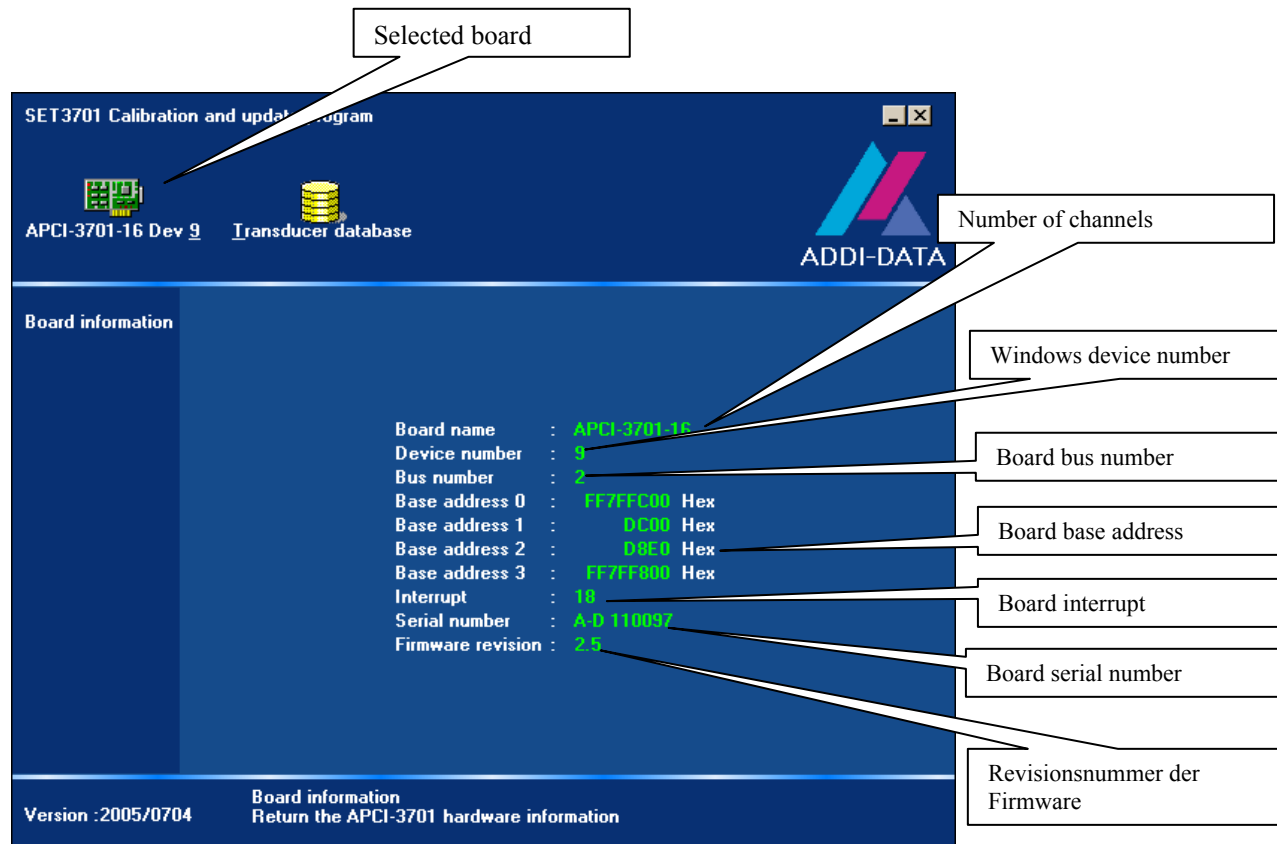 Selected board
SET3701 Calibration and update program
APCI-3701-16 Dev 9
Transducer database
ADDI-DATA
Number of channels
Board information
Windows device number
Board name : APCI-3701-16
Device number : 9
Bus number : 2
Board bus number
Base address 0 : FF7FFC00 Hex
Base address 1 : DC00 Hex
Base address 2 : D8E0 Hex
Board base address
Base address 3 : FF7FF800 Hex
Interrupt : 18
Board interrupt
Serial number : A-D 110097
Firmware revision : 2.5
Board serial number
Revisionsnummer der
Firmware
Version :2005/0704
Board information
Return the APCI-3701 hardware information